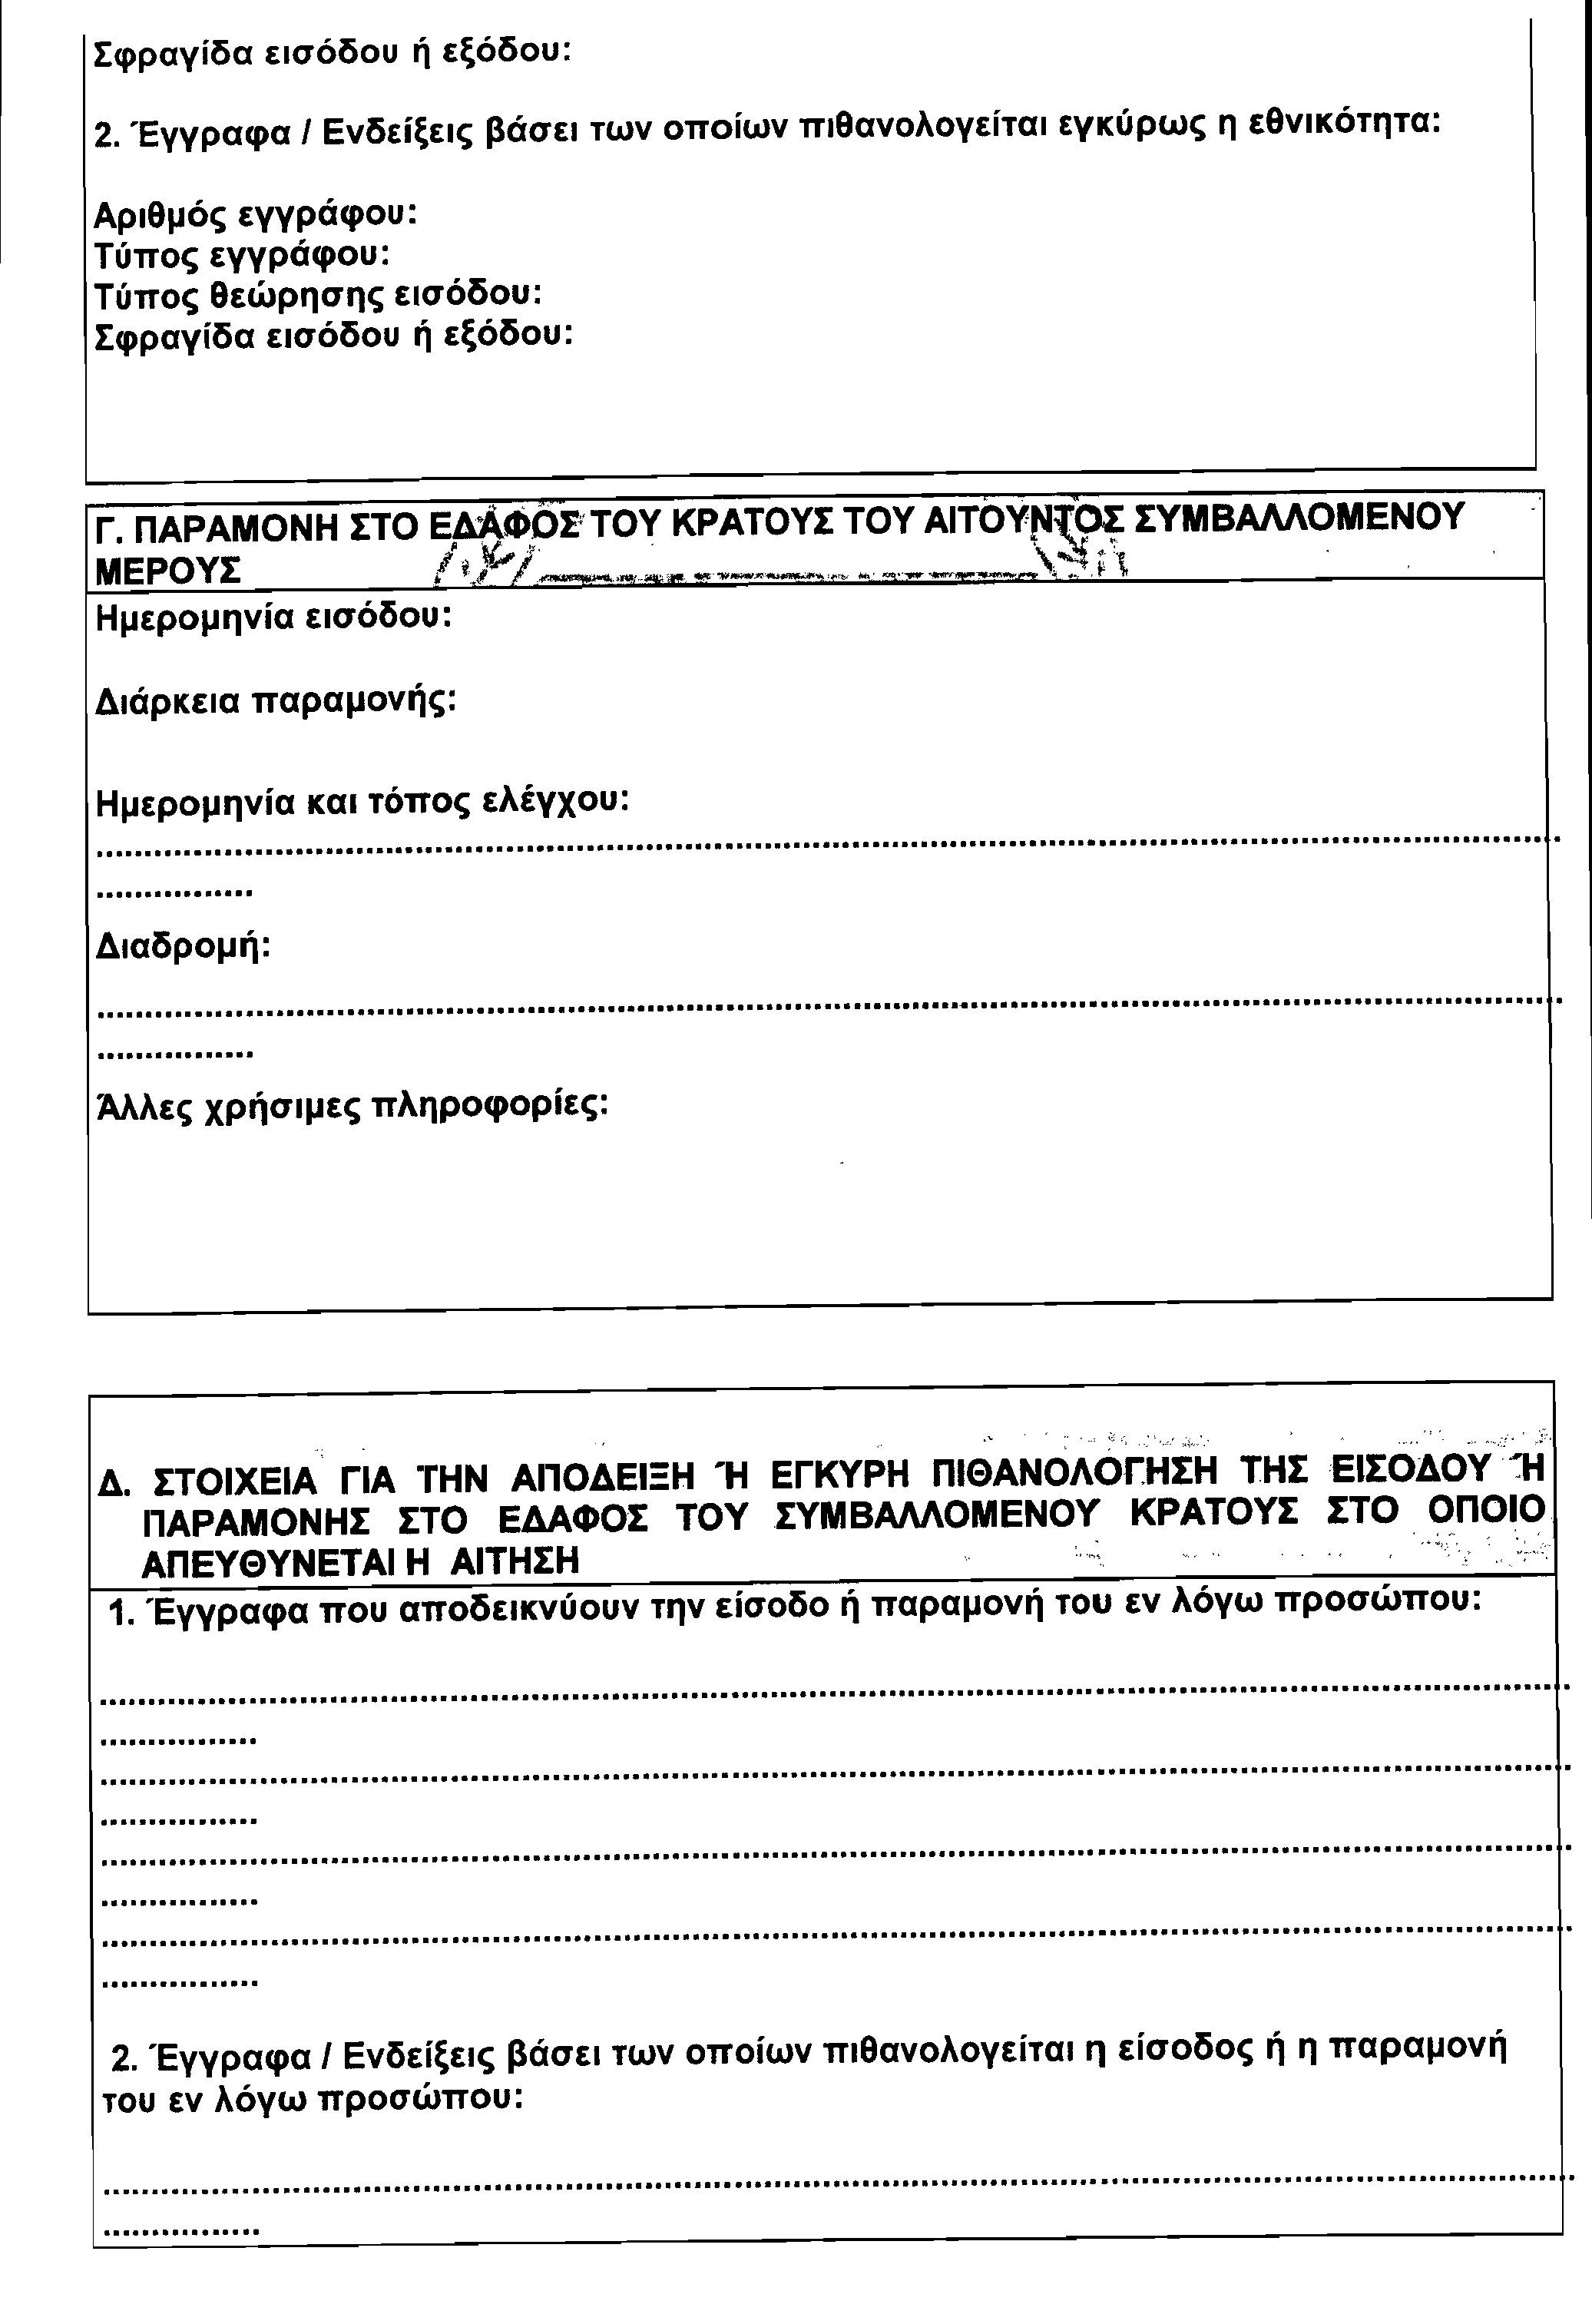 Σφραγίδα εισόδου ή εξόδου:
2. Έγγραφα / Ενδείξεις βάσει των οποίων πιθανολογείται εγκύρως η εθνικότητα:
Αριθμός εγγράφου:
Τύπος εγγράφου:
Τύπος θεώρησης εισόδου:
Σφραγίδα εισόδου ή εξόδου:
Γ. ΠΑΡΑΜΟΝΗ ΣΤΟ ΕΔΑΦΟΣ ΤΟΥ ΚΡΑΤΟΥΣ ΤΟΥ ΑΙΤΟΥΝΤΟΣ ΣΥΜΒΑΛΛΟΜΕΝΟΥ
ΜΕΡΟΥΣ
Ημερομηνία εισόδου:
Διάρκεια παραμονής:
Ημερομηνία και τόπος ελέγχου:
Διαδρομή:
Άλλες χρήσιμες πληροφορίες:
Δ. ΣΤΟΙΧΕΙΑ ΓΙΑ ΤΗΝ ΑΠΟΔΕΙΞΗ Ή ΕΓΚΥΡΗ ΠΙΘΑΝΟΛΟΓΗΣΗ ΤΗΣ ΕΙΣΟΔΟΥ Ή
ΠΑΡΑΜΟΝΗΣ ΣΤΟ ΕΔΑΦΟΣ ΤΟΥ ΣΥΜΒΑΛΛΟΜΕΝΟΥ ΚΡΑΤΟΥΣ ΣΤΟ ΟΠΟΙΟ
ΑΠΕΥΘΥΝΕΤΑΙ Η ΑΙΤΗΣΗ
1. Έγγραφα που αποδεικνύουν την είσοδο ή παραμονή του εν λόγω προσώπου:
2. Έγγραφα / Ενδείξεις βάσει των οποίων πιθανολογείται η είσοδος ή η παραμονή
του εν λόγω προσώπου: